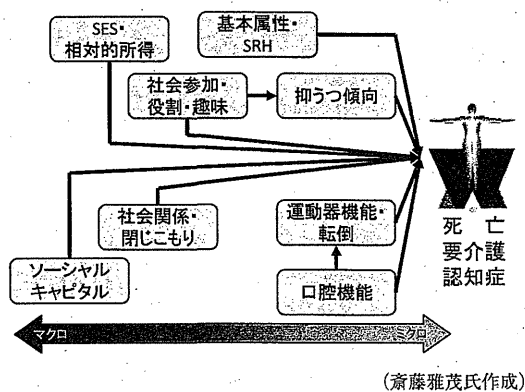 SES・
相対的所得
基本属性・
SRH
社会参加・
役割・趣味
抑うつ傾向
社会関係・
閉じこもり
運動器機能・
転倒
ソーシャル
キャピタル
口腔機能
死亡
要介護
認知症
マクロ
ミクロ
(斎藤雅茂氏作成)